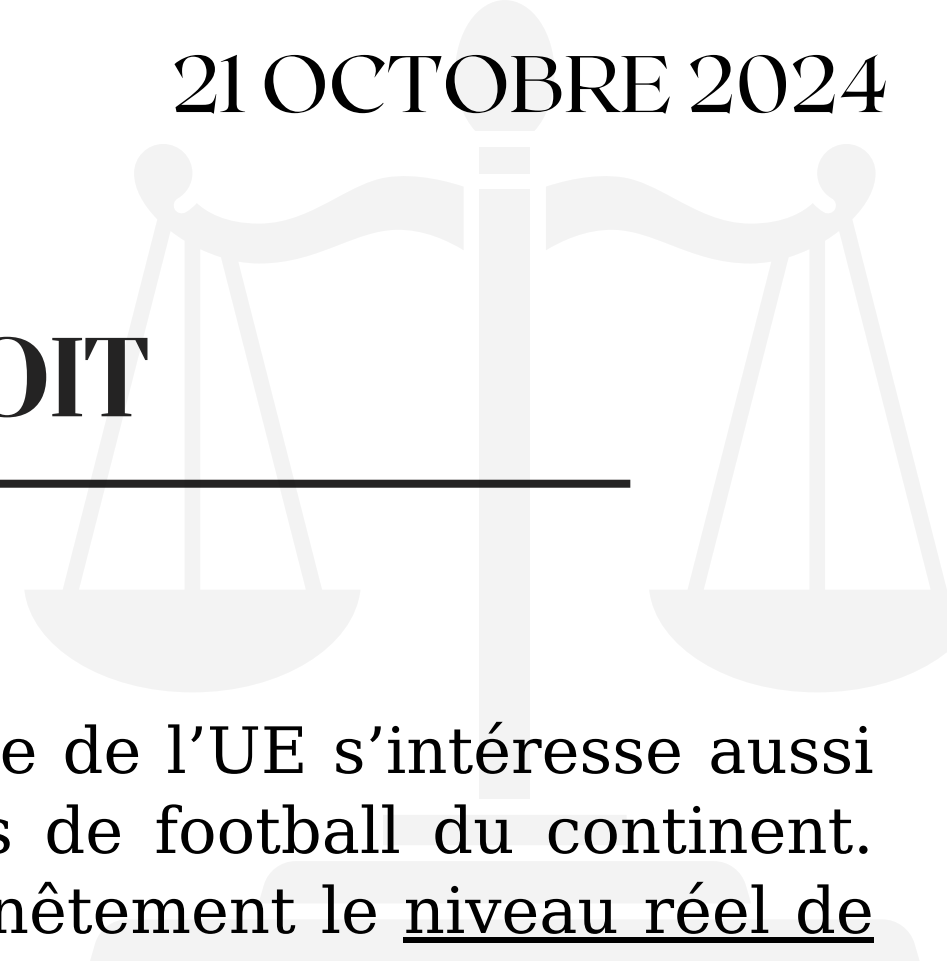 21 OCTOBRE 2024
OIT
e de l’UE s’intéresse aussi
s de football du continent.
nêtement le niveau réel de